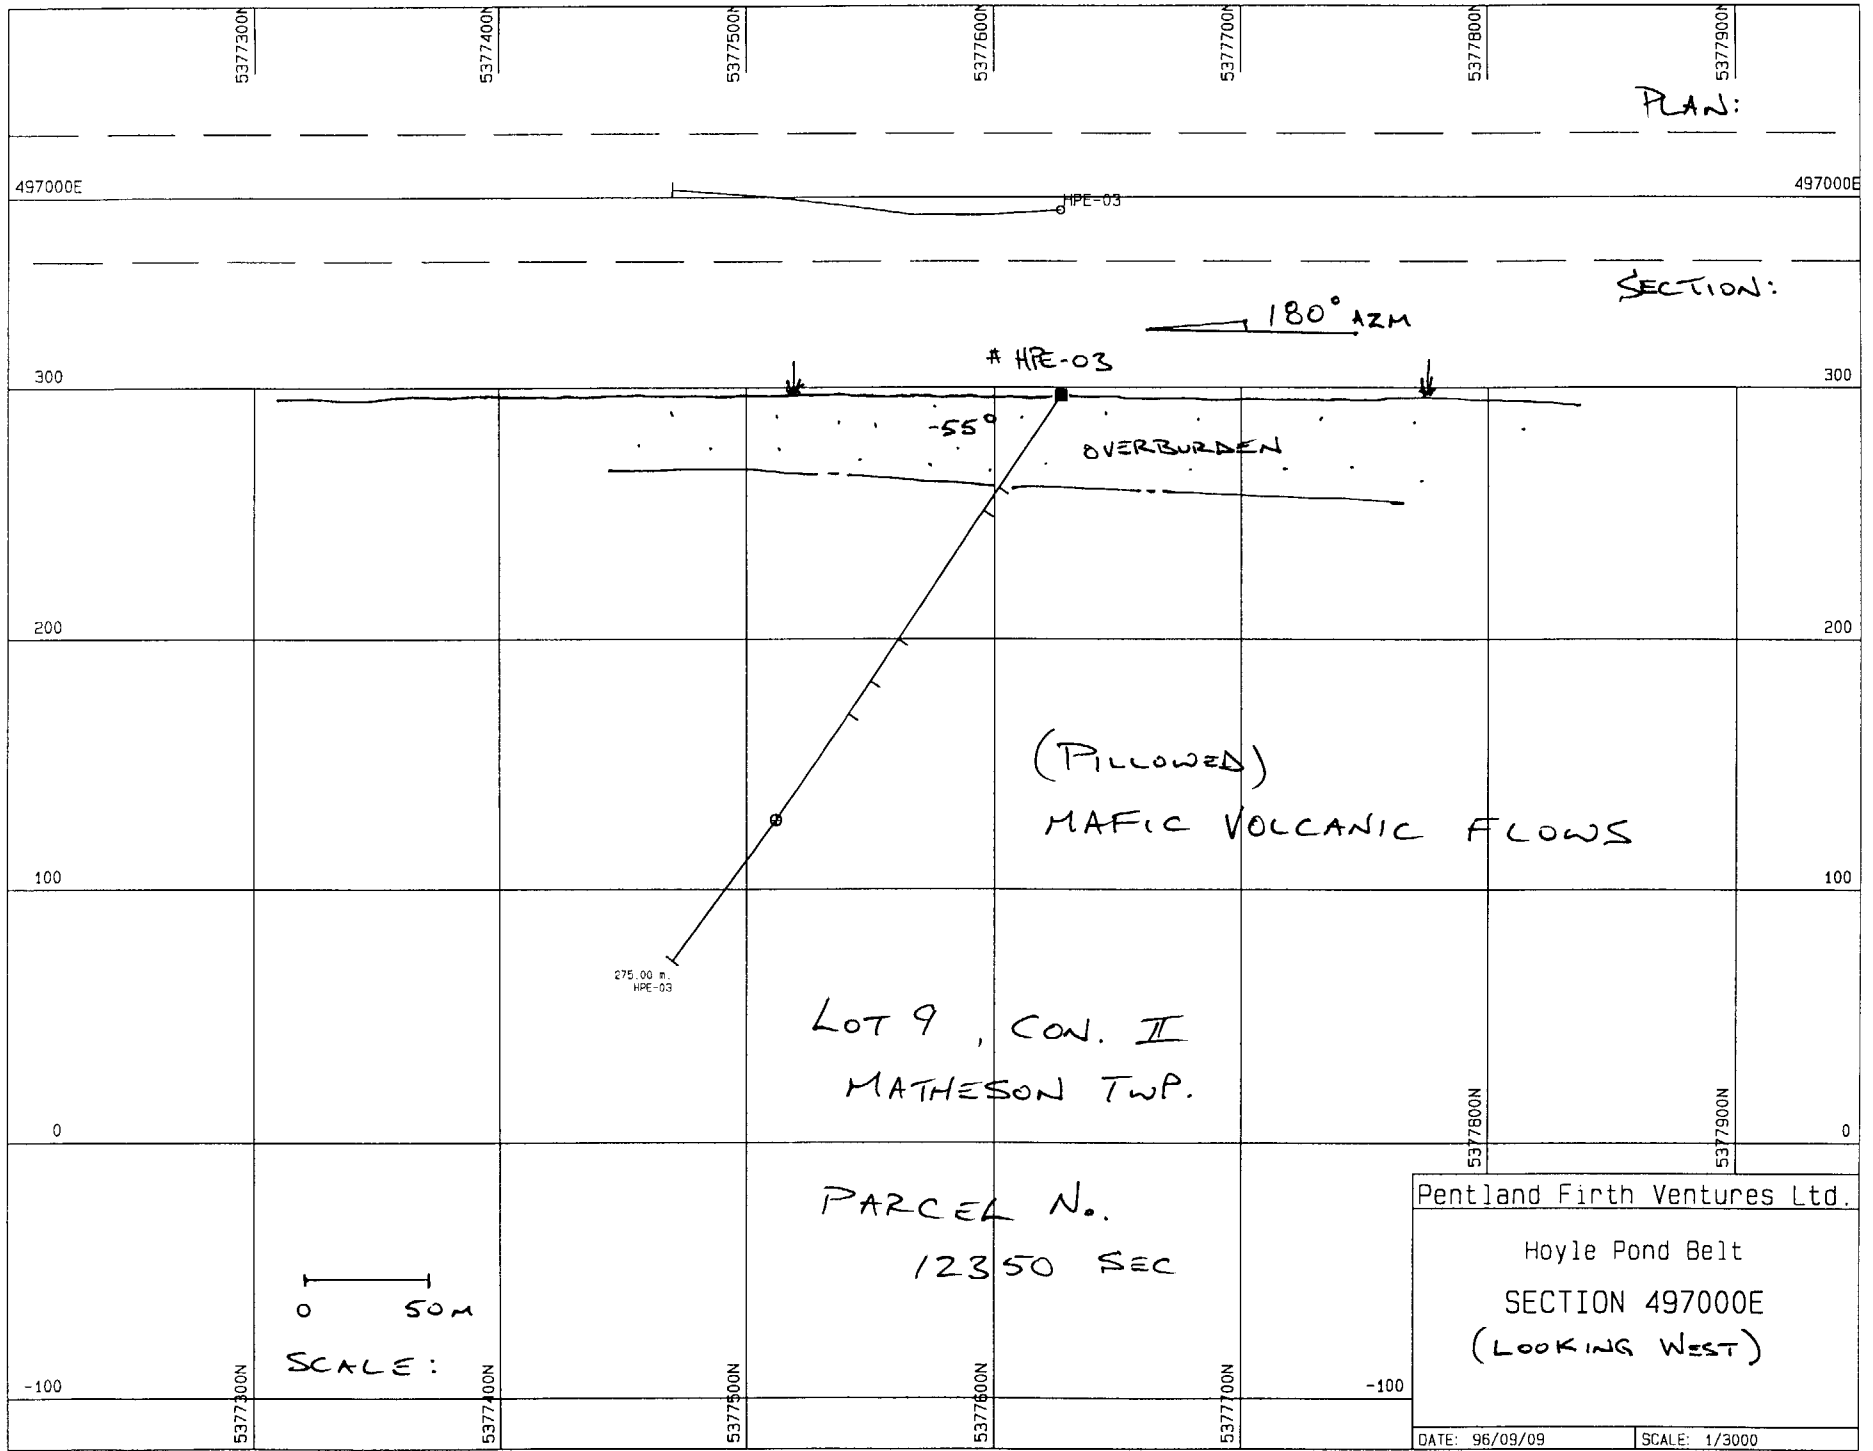 5377300N 5377400N 5377500N 5377600N 5377700N 5377800N 5377900N
PLAN:
497000E 497000E
HPE-03
SECTION:
180° AZM
# HPE-03
300 300
-55°
OVERBURDEN
200 200
(PILLOWED)
MAFIC VOLCANIC FLOWS
100 100
275.00 m.
HPE-03
LOT 9, CON. II
MATHESON TWP.
0 0
5377800N 5377900N
PARCEL No.
12350 SEC
Pentland Firth Ventures Ltd.
Hoyle Pond Belt
SECTION 497000E
(LOOKING WEST)
0 50M
SCALE:
-100 -100
5377300N 5377400N 5377500N 5377600N 5377700N
DATE: 96/09/09 SCALE: 1/3000